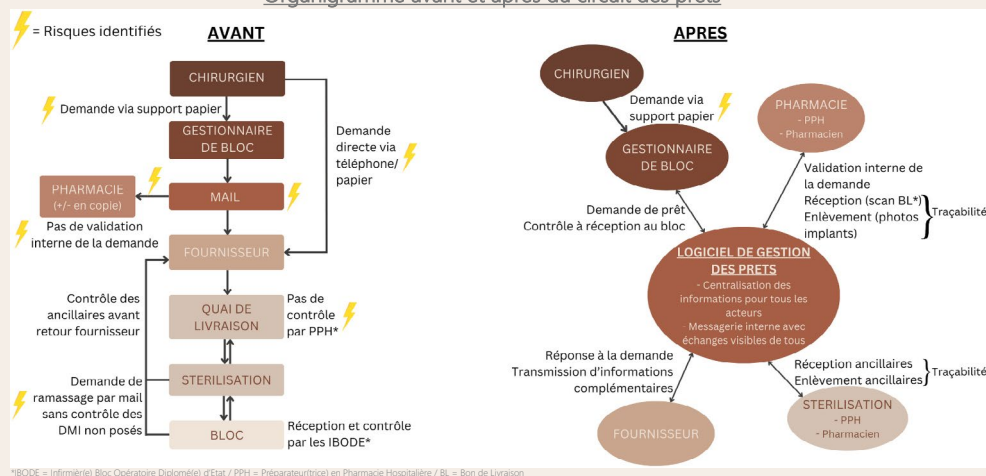 Organigramme avant et après du circuit des prêts
= Risques identifiés
AVANT
CHIRURGIEN
Demande via support papier
GESTIONNAIRE
DE BLOC
Demande
directe via
téléphone/
papier
PHARMACIE
(+/- en copie)
MAIL
Pas de validation
interne de la demande
FOURNISSEUR
Contrôle des
ancillaires avant
retour fournisseur
QUAI DE
LIVRAISON
Pas de
contrôle
par PPH*
STERILISATION
Demande de
ramassage par mail
sans contrôle des
DMI non posés
BLOC
Réception et contrôle
par les IBODE*
APRES
CHIRURGIEN
Demande via
support papier
PHARMACIE
- PPH
- Pharmacien
GESTIONNAIRE
DE BLOC
Validation interne de
la demande
Réception (scan BL*)
Enlèvement (photos
implants)
Traçabilité
Demande de prêt
Contrôle à réception au bloc
LOGICIEL DE GESTION
DES PRETS
- Centralisation des
informations pour tous les
acteurs
- Messagerie interne avec
échanges visibles de tous
Réponse à la demande
Transmission d'informations
complémentaires
Réception ancillaires
Enlèvement ancillaires
Traçabilité
FOURNISSEUR
STERILISATION
- PPH
- Pharmacien
*IBODE = Infirmièr(e) Bloc Opératoire Diplomé(e) d'Etat / PPH = Préparateur(trice) en Pharmacie Hospitalière / BL = Bon de Livraison